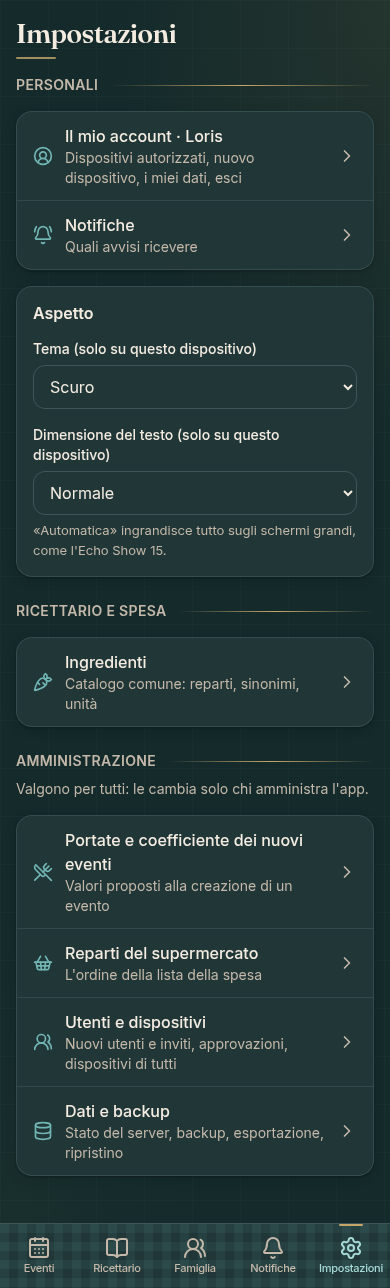 Impostazioni
PERSONALI
Il mio account · Loris
Dispositivi autorizzati, nuovo
dispositivo, i miei dati, esci
Notifiche
Quali avvisi ricevere
Aspetto
Tema (solo su questo dispositivo)
Scuro
Dimensione del testo (solo su questo
dispositivo)
Normale
«Automatica» ingrandisce tutto sugli schermi grandi,
come l'Echo Show 15.
RICETTARIO E SPESA
Ingredienti
Catalogo comune: reparti, sinonimi,
unità
AMMINISTRAZIONE
Valgono per tutti: le cambia solo chi amministra l'app.
Portate e coefficiente dei nuovi
eventi
Valori proposti alla creazione di un
evento
Reparti del supermercato
L'ordine della lista della spesa
Utenti e dispositivi
Nuovi utenti e inviti, approvazioni,
dispositivi di tutti
Dati e backup
Stato del server, backup, esportazione,
ripristino
Eventi Ricettario Famiglia Notifiche Impostazioni